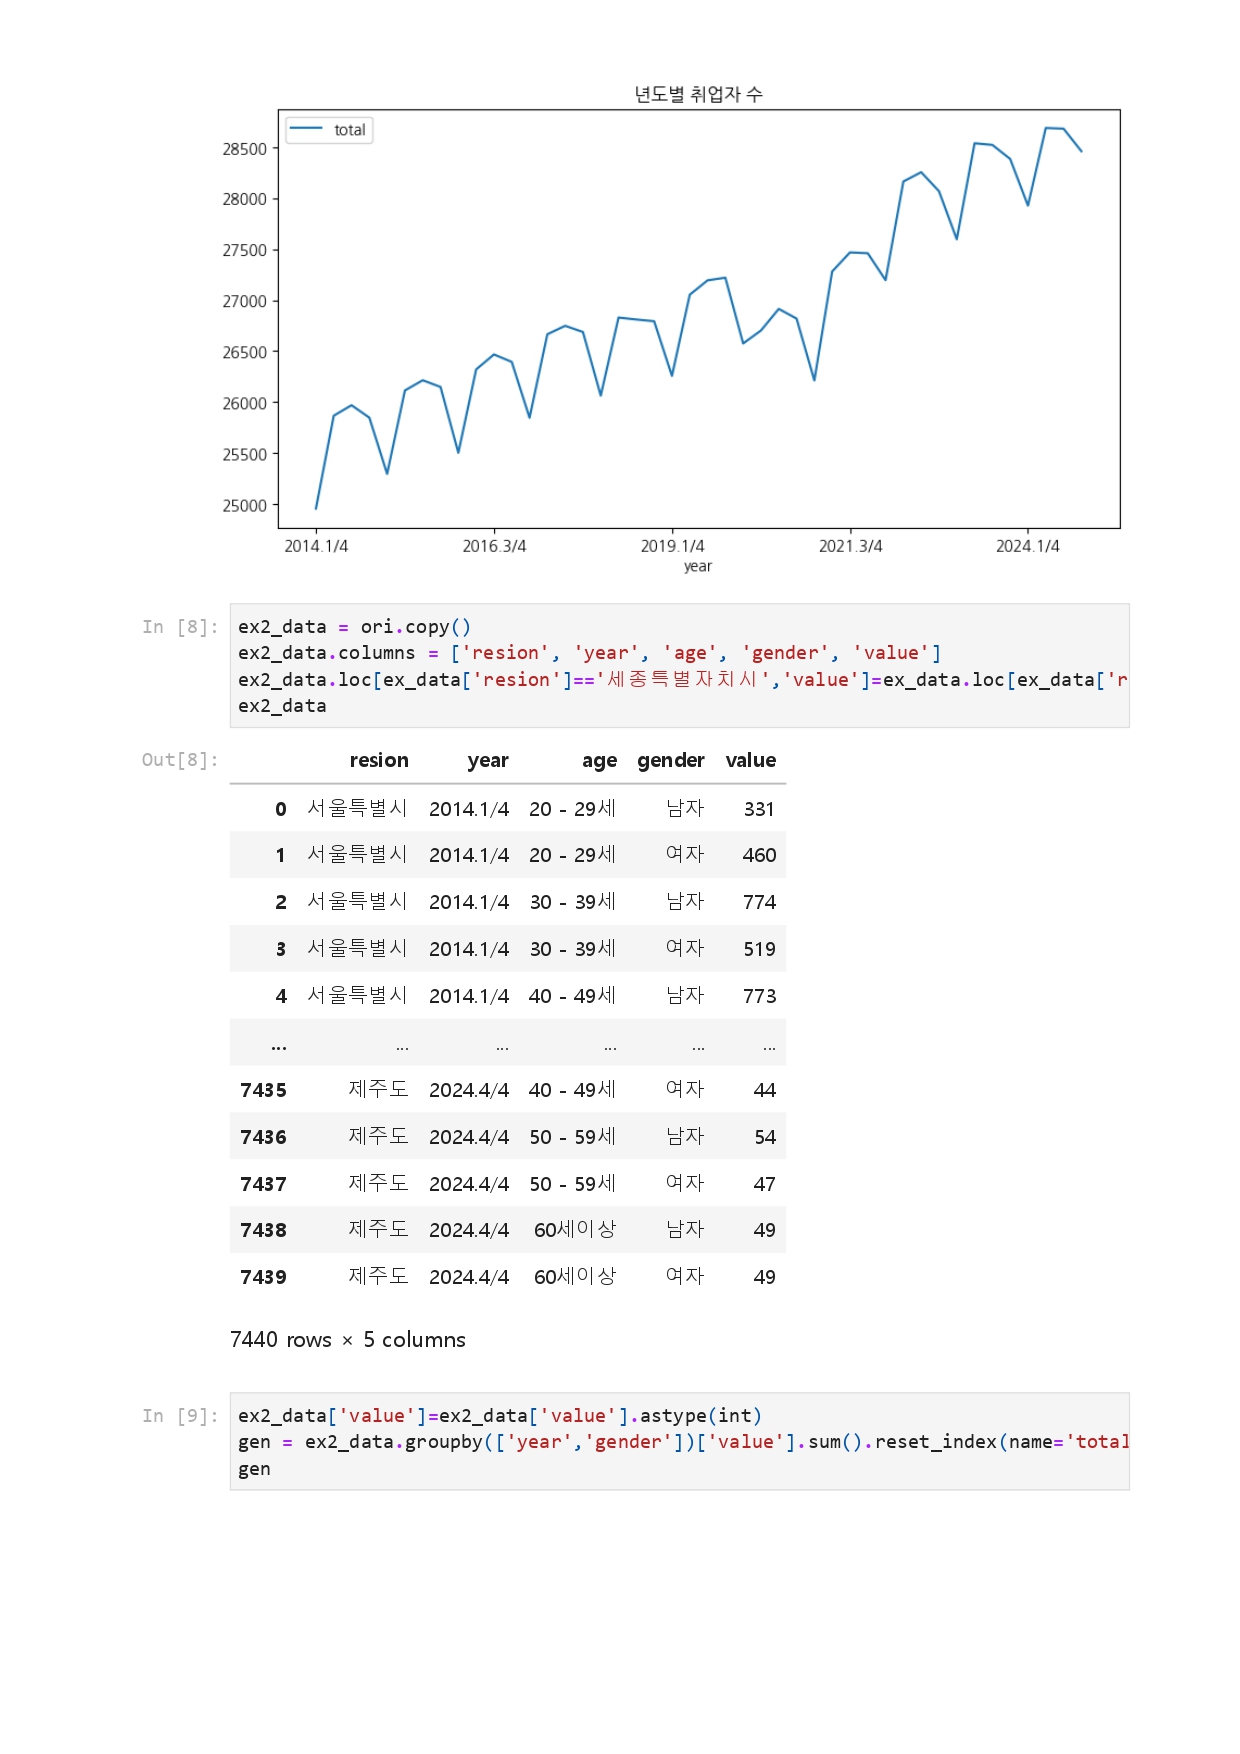 년도별 취업자 수
total
28500
28000
27500
27000
26500
26000
25500
25000
2014.1/4 2016.3/4 2019.1/4 2021.3/4 2024.1/4
year
In [8]: ex2_data = ori.copy()
ex2_data.columns = ['resion', 'year', 'age', 'gender', 'value']
ex2_data.loc[ex_data['resion']=='세종특별자치시','value']=ex_data.loc[ex_data['r
ex2_data
Out[8]: resion year age gender value
0 서울특별시 2014.1/4 20 - 29세 남자 331
1 서울특별시 2014.1/4 20 - 29세 여자 460
2 서울특별시 2014.1/4 30 - 39세 남자 774
3 서울특별시 2014.1/4 30 - 39세 여자 519
4 서울특별시 2014.1/4 40 - 49세 남자 773
... ... ... ... ... ...
7435 제주도 2024.4/4 40 - 49세 여자 44
7436 제주도 2024.4/4 50 - 59세 남자 54
7437 제주도 2024.4/4 50 - 59세 여자 47
7438 제주도 2024.4/4 60세이상 남자 49
7439 제주도 2024.4/4 60세이상 여자 49
7440 rows × 5 columns
In [9]: ex2_data['value']=ex2_data['value'].astype(int)
gen = ex2_data.groupby(['year','gender'])['value'].sum().reset_index(name='total
gen